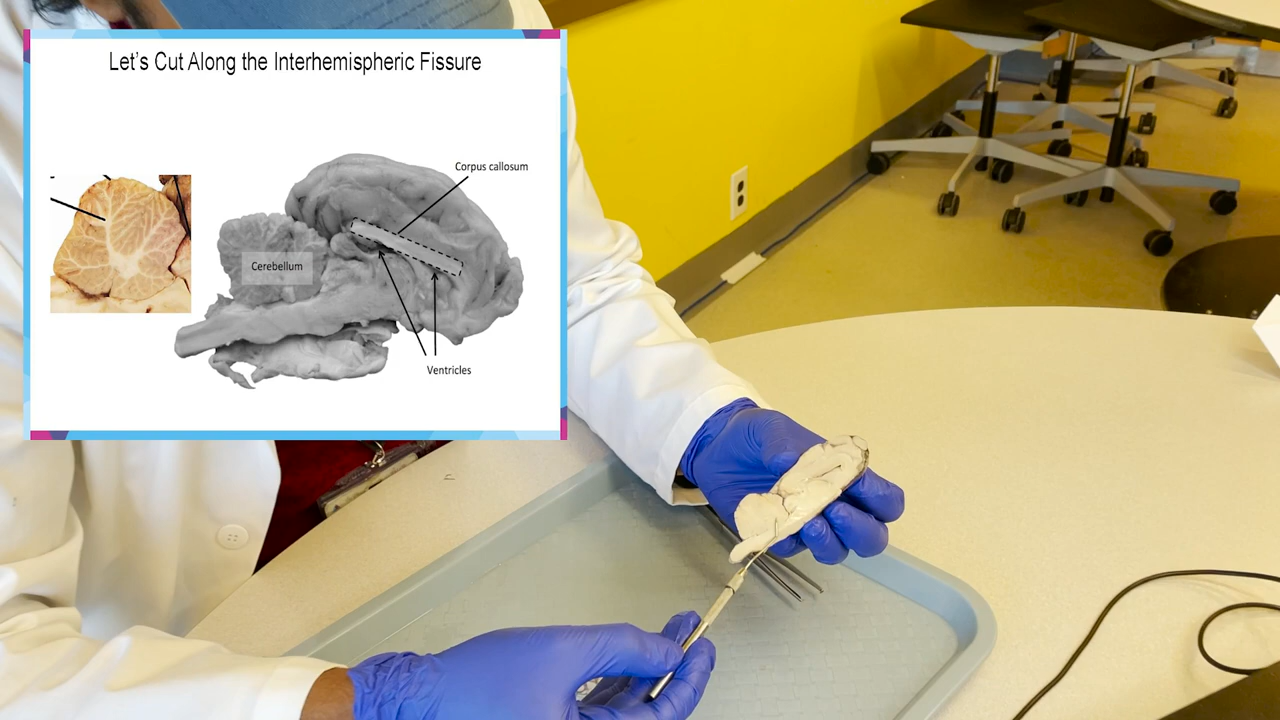 Let's Cut Along the Interhemispheric Fissure
Corpus callosum
Cerebellum
Ventricles